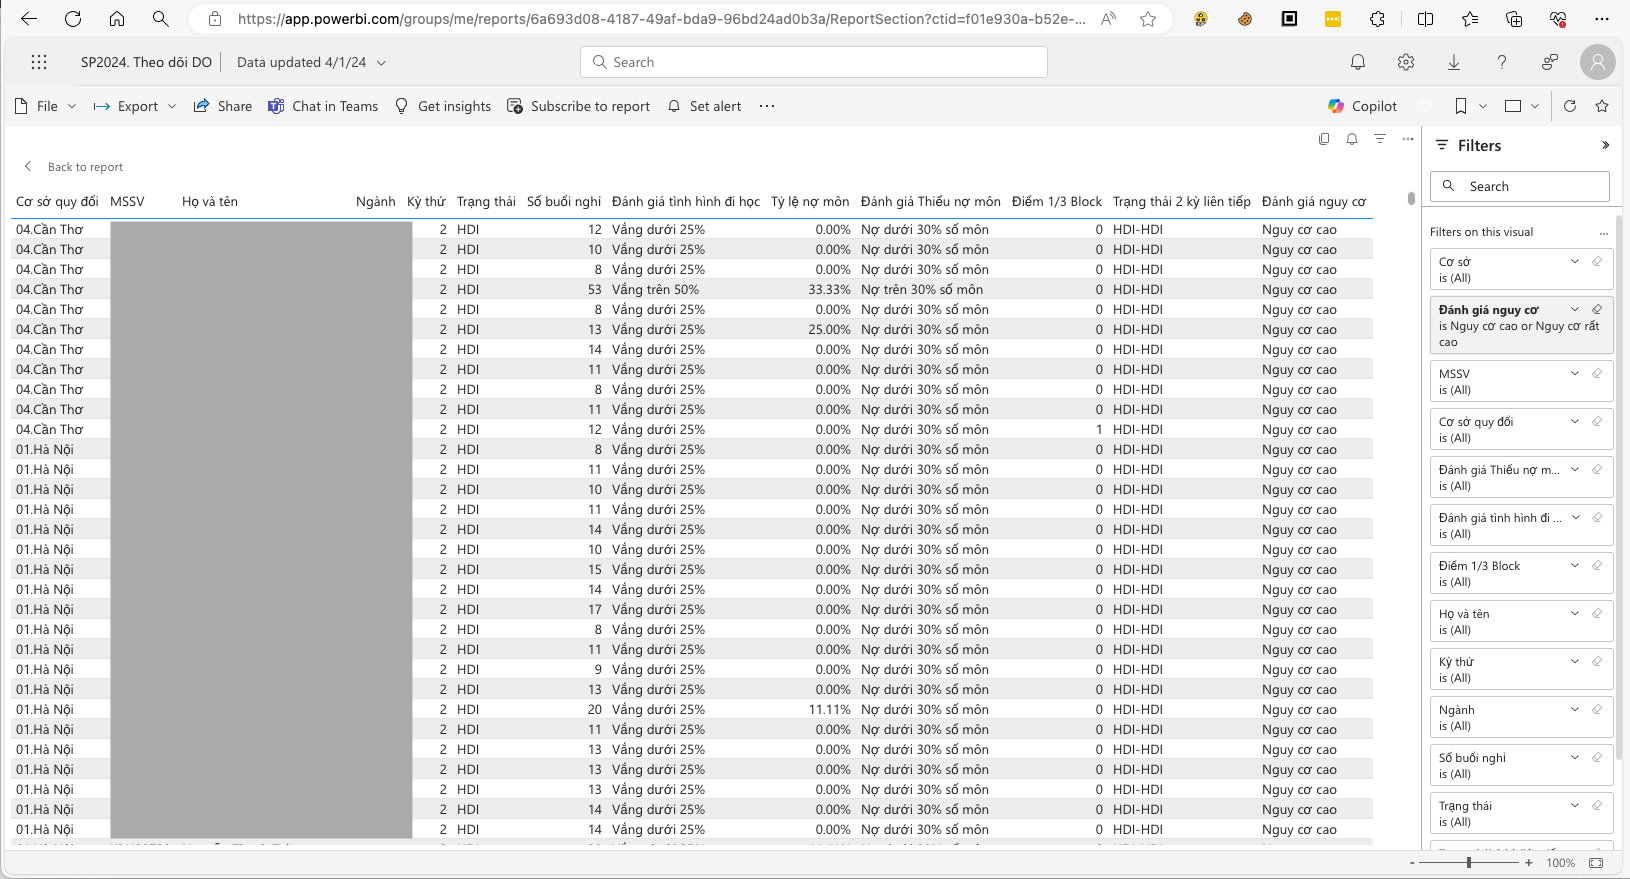 https://app.powerbi.com/groups/me/reports/6a693d08-4187-49af-bda9-96bd24ad0b3a/ReportSection?ctid=f01e930a-b52e-...
SP2024. Theo dõi DO | Data updated 4/1/24 Search
File Export Share Chat in Teams Get insights Subscribe to report Set alert Copilot
Back to report
Cơ sở quy đổi MSSV Họ và tên Ngành Kỳ thứ Trạng thái Số buổi nghỉ Đánh giá tình hình đi học Tỷ lệ nợ môn Đánh giá Thiếu nợ môn Điểm 1/3 Block Trạng thái 2 kỳ liên tiếp Đánh giá nguy cơ
04.Cần Thơ 2 HDI 12 Vắng dưới 25% 0.00% Nợ dưới 30% số môn 0 HDI-HDI Nguy cơ cao
04.Cần Thơ 2 HDI 10 Vắng dưới 25% 0.00% Nợ dưới 30% số môn 0 HDI-HDI Nguy cơ cao
04.Cần Thơ 2 HDI 8 Vắng dưới 25% 0.00% Nợ dưới 30% số môn 0 HDI-HDI Nguy cơ cao
04.Cần Thơ 2 HDI 53 Vắng trên 50% 33.33% Nợ trên 30% số môn 0 HDI-HDI Nguy cơ cao
04.Cần Thơ 2 HDI 8 Vắng dưới 25% 0.00% Nợ dưới 30% số môn 0 HDI-HDI Nguy cơ cao
04.Cần Thơ 2 HDI 13 Vắng dưới 25% 25.00% Nợ dưới 30% số môn 0 HDI-HDI Nguy cơ cao
04.Cần Thơ 2 HDI 14 Vắng dưới 25% 0.00% Nợ dưới 30% số môn 0 HDI-HDI Nguy cơ cao
04.Cần Thơ 2 HDI 11 Vắng dưới 25% 0.00% Nợ dưới 30% số môn 0 HDI-HDI Nguy cơ cao
04.Cần Thơ 2 HDI 8 Vắng dưới 25% 0.00% Nợ dưới 30% số môn 0 HDI-HDI Nguy cơ cao
04.Cần Thơ 2 HDI 11 Vắng dưới 25% 0.00% Nợ dưới 30% số môn 0 HDI-HDI Nguy cơ cao
04.Cần Thơ 2 HDI 12 Vắng dưới 25% 0.00% Nợ dưới 30% số môn 1 HDI-HDI Nguy cơ cao
01.Hà Nội 2 HDI 8 Vắng dưới 25% 0.00% Nợ dưới 30% số môn 0 HDI-HDI Nguy cơ cao
01.Hà Nội 2 HDI 11 Vắng dưới 25% 0.00% Nợ dưới 30% số môn 0 HDI-HDI Nguy cơ cao
01.Hà Nội 2 HDI 10 Vắng dưới 25% 0.00% Nợ dưới 30% số môn 0 HDI-HDI Nguy cơ cao
01.Hà Nội 2 HDI 11 Vắng dưới 25% 0.00% Nợ dưới 30% số môn 0 HDI-HDI Nguy cơ cao
01.Hà Nội 2 HDI 14 Vắng dưới 25% 0.00% Nợ dưới 30% số môn 0 HDI-HDI Nguy cơ cao
01.Hà Nội 2 HDI 10 Vắng dưới 25% 0.00% Nợ dưới 30% số môn 0 HDI-HDI Nguy cơ cao
01.Hà Nội 2 HDI 15 Vắng dưới 25% 0.00% Nợ dưới 30% số môn 0 HDI-HDI Nguy cơ cao
01.Hà Nội 2 HDI 14 Vắng dưới 25% 0.00% Nợ dưới 30% số môn 0 HDI-HDI Nguy cơ cao
01.Hà Nội 2 HDI 17 Vắng dưới 25% 0.00% Nợ dưới 30% số môn 0 HDI-HDI Nguy cơ cao
01.Hà Nội 2 HDI 8 Vắng dưới 25% 0.00% Nợ dưới 30% số môn 0 HDI-HDI Nguy cơ cao
01.Hà Nội 2 HDI 11 Vắng dưới 25% 0.00% Nợ dưới 30% số môn 0 HDI-HDI Nguy cơ cao
01.Hà Nội 2 HDI 9 Vắng dưới 25% 0.00% Nợ dưới 30% số môn 0 HDI-HDI Nguy cơ cao
01.Hà Nội 2 HDI 13 Vắng dưới 25% 0.00% Nợ dưới 30% số môn 0 HDI-HDI Nguy cơ cao
01.Hà Nội 2 HDI 20 Vắng dưới 25% 11.11% Nợ dưới 30% số môn 0 HDI-HDI Nguy cơ cao
01.Hà Nội 2 HDI 11 Vắng dưới 25% 0.00% Nợ dưới 30% số môn 0 HDI-HDI Nguy cơ cao
01.Hà Nội 2 HDI 13 Vắng dưới 25% 0.00% Nợ dưới 30% số môn 0 HDI-HDI Nguy cơ cao
01.Hà Nội 2 HDI 13 Vắng dưới 25% 0.00% Nợ dưới 30% số môn 0 HDI-HDI Nguy cơ cao
01.Hà Nội 2 HDI 13 Vắng dưới 25% 0.00% Nợ dưới 30% số môn 0 HDI-HDI Nguy cơ cao
01.Hà Nội 2 HDI 14 Vắng dưới 25% 0.00% Nợ dưới 30% số môn 0 HDI-HDI Nguy cơ cao
01.Hà Nội 2 HDI 14 Vắng dưới 25% 0.00% Nợ dưới 30% số môn 0 HDI-HDI Nguy cơ cao
Filters
Search
Filters on this visual ...
Cơ sở
is (All)
Đánh giá nguy cơ
is Nguy cơ cao or Nguy cơ rất
cao
MSSV
is (All)
Cơ sở quy đổi
is (All)
Đánh giá Thiếu nợ m...
is (All)
Đánh giá tình hình đi ...
is (All)
Điểm 1/3 Block
is (All)
Họ và tên
is (All)
Kỳ thứ
is (All)
Ngành
is (All)
Số buổi nghỉ
is (All)
Trạng thái
is (All)
- + 100%